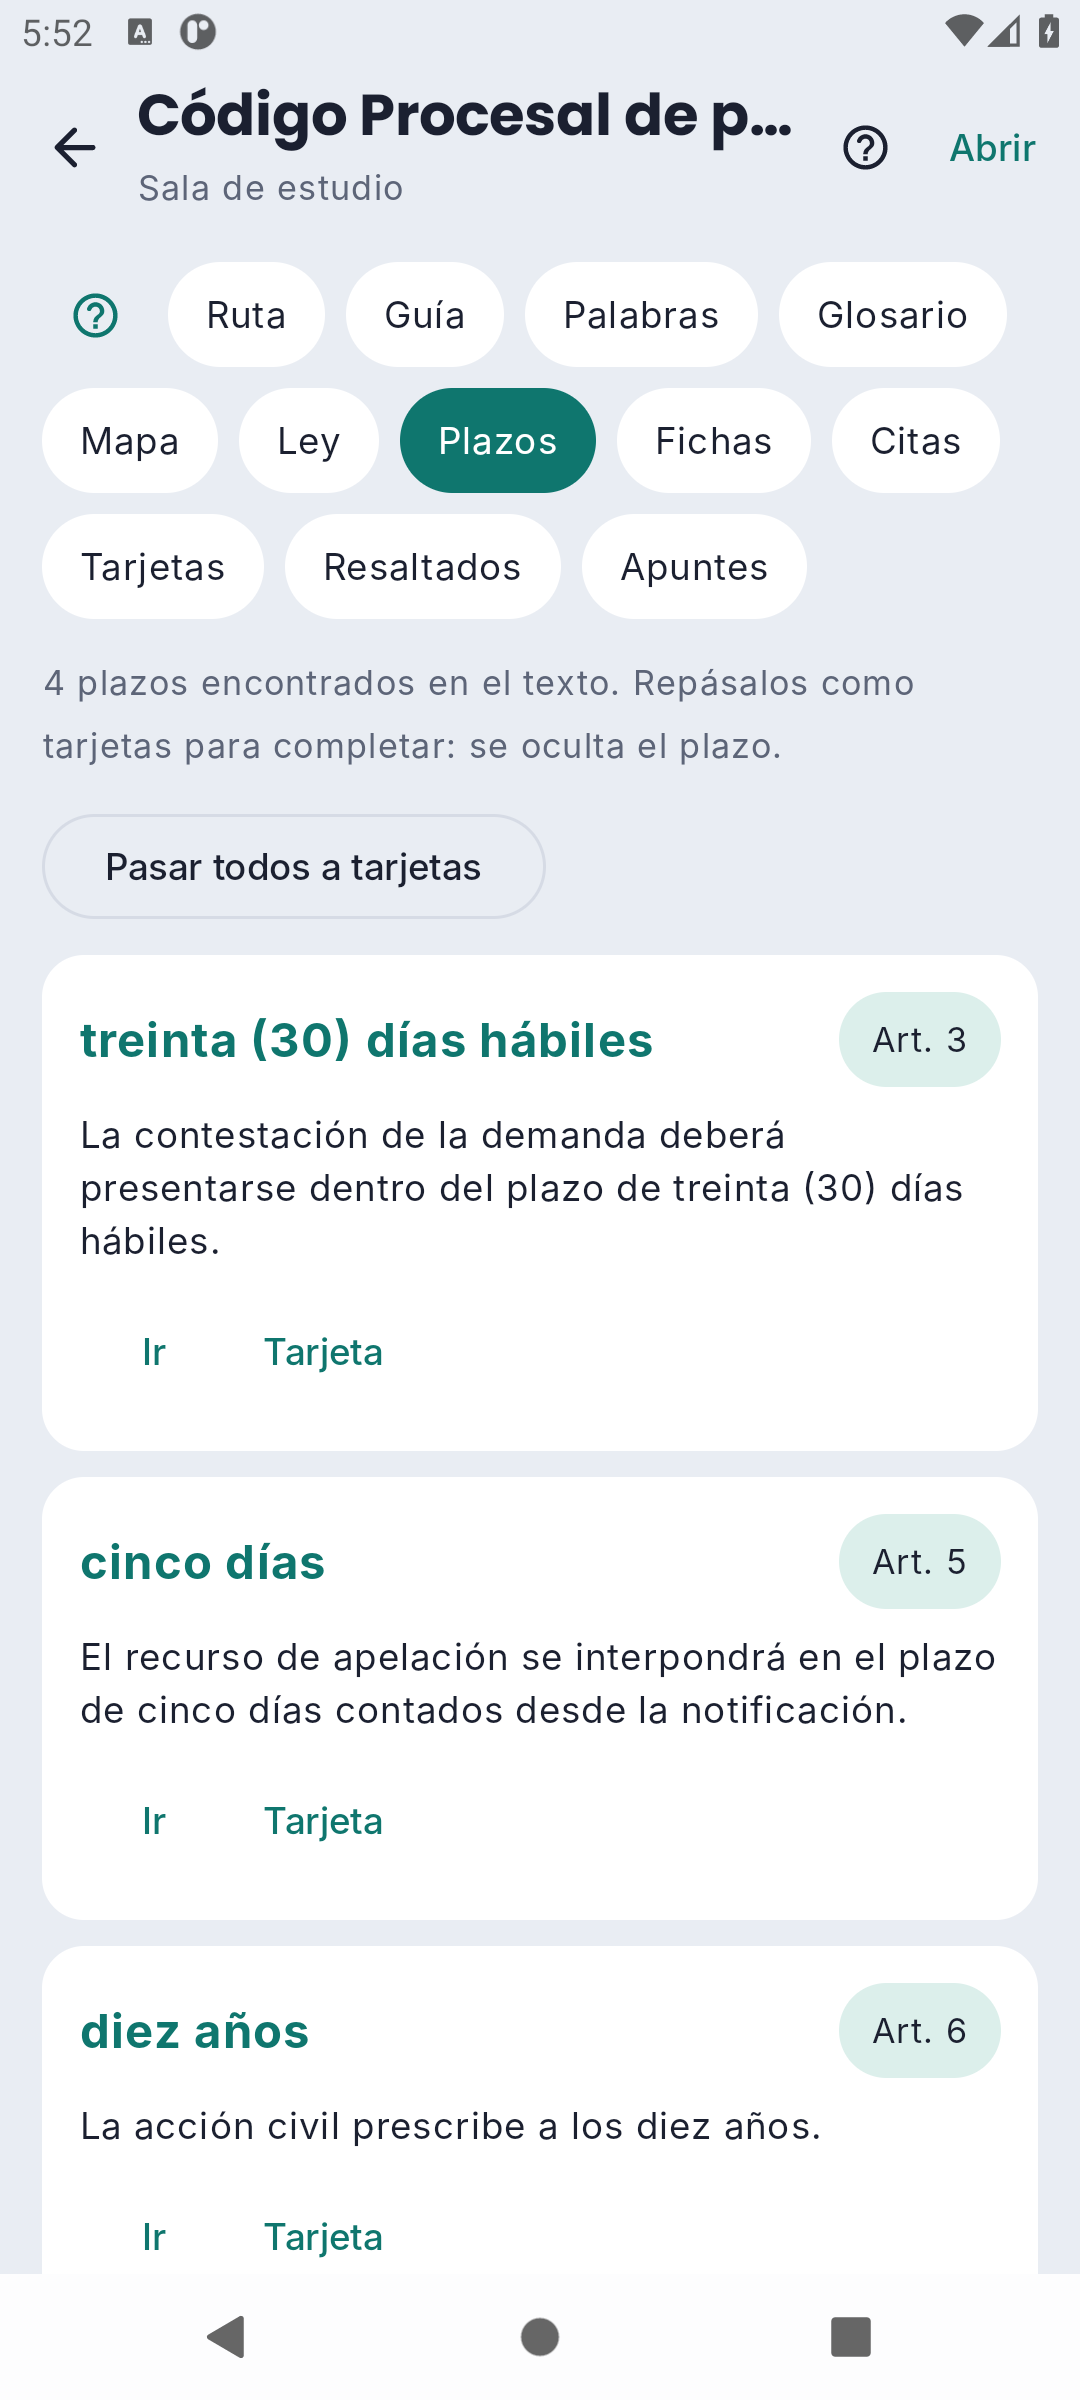 5:52
Código Procesal de p...
Sala de estudio
Abrir
Ruta
Guía
Palabras
Glosario
Mapa
Ley
Plazos
Fichas
Citas
Tarjetas
Resaltados
Apuntes
4 plazos encontrados en el texto. Repásalos como
tarjetas para completar: se oculta el plazo.
Pasar todos a tarjetas
treinta (30) días hábiles
Art. 3
La contestación de la demanda deberá
presentarse dentro del plazo de treinta (30) días
hábiles.
Ir
Tarjeta
cinco días
Art. 5
El recurso de apelación se interpondrá en el plazo
de cinco días contados desde la notificación.
Ir
Tarjeta
diez años
Art. 6
La acción civil prescribe a los diez años.
Ir
Tarjeta